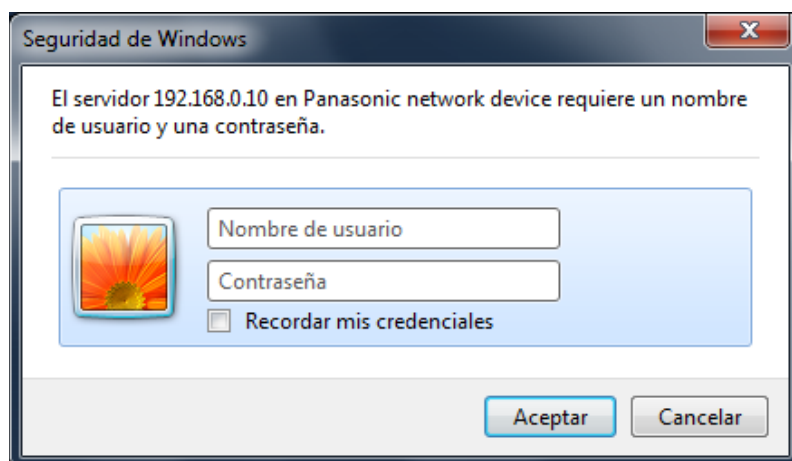 Seguridad de Windows
El servidor 192.168.0.10 en Panasonic network device requiere un nombre
de usuario y una contraseña.
Nombre de usuario
Contraseña
Recordar mis credenciales
Aceptar Cancelar